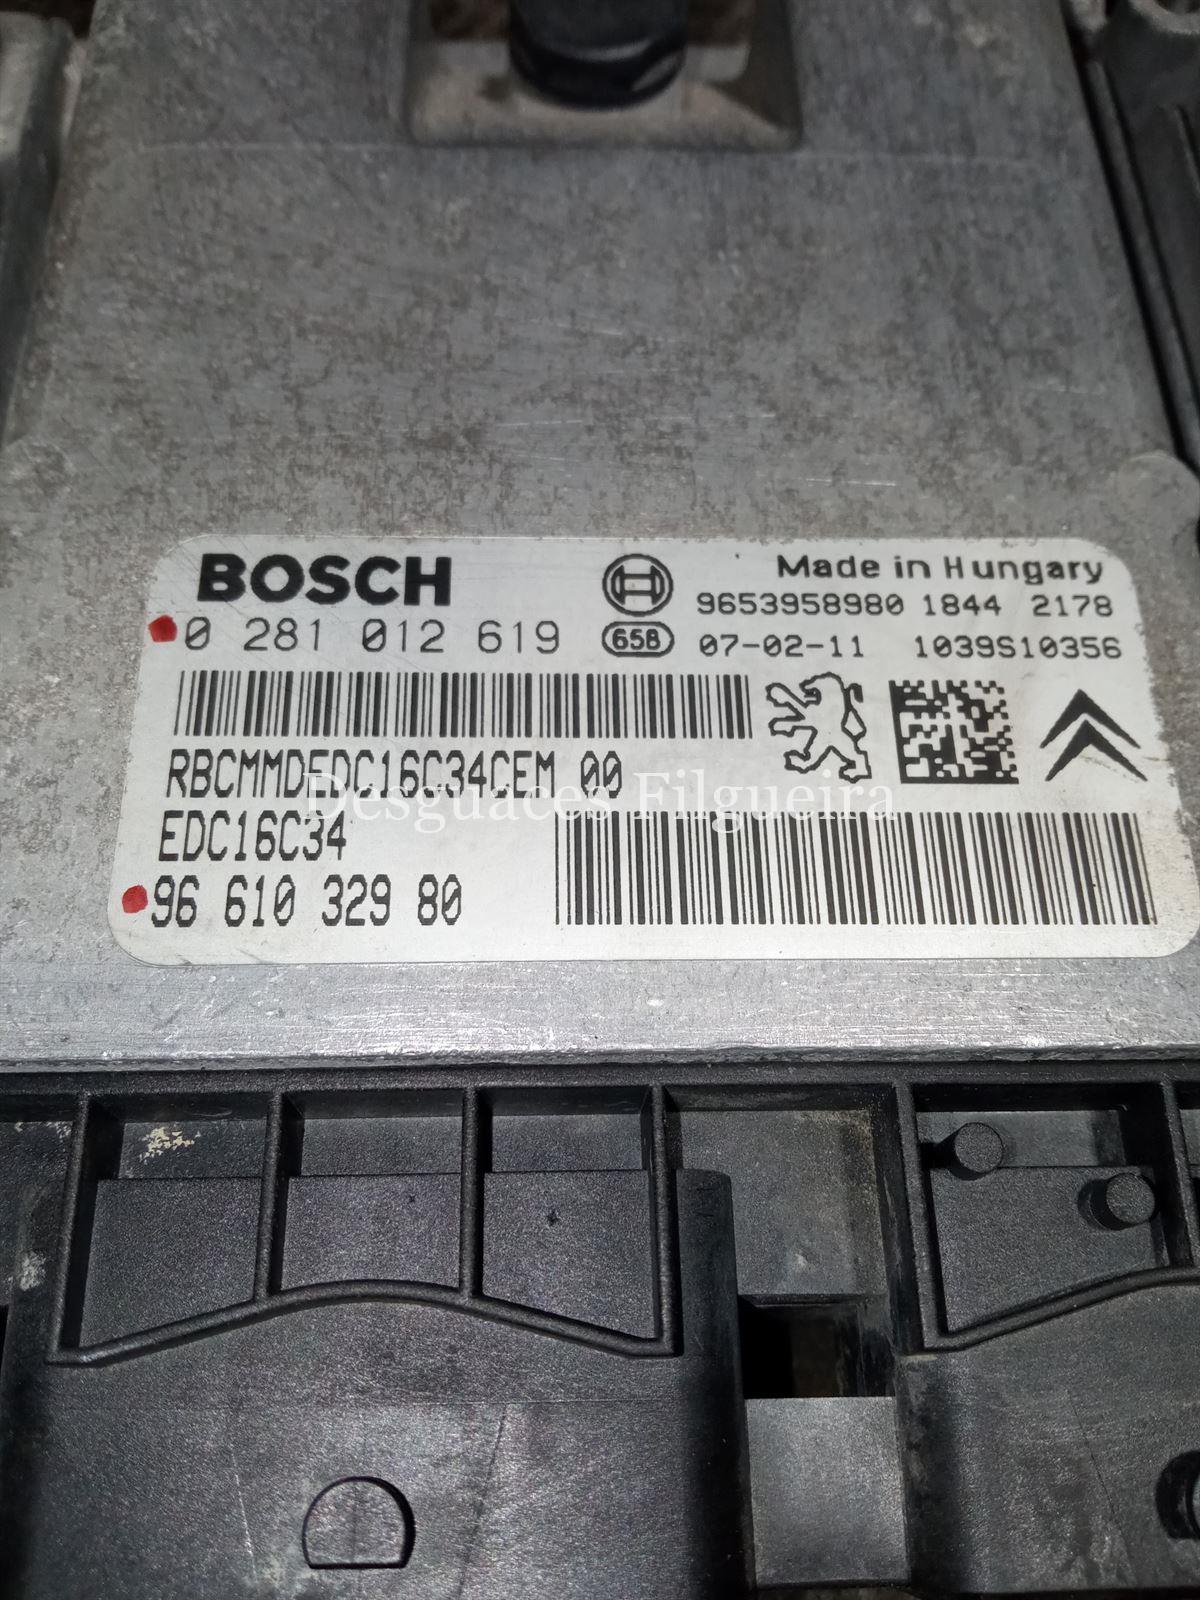 BOSCH
0 281 012 619
Made in Hungary
9653958980 1844 2178
658 07-02-11 1039S10356
RBCMMDEDC16C34CEM 00
Desguaces Filgueira
EDC16C34
96 610 329 80